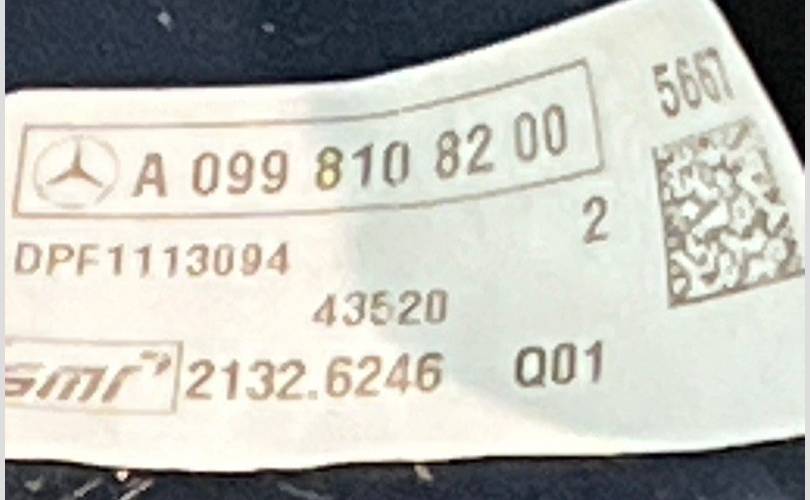 5667
A 099 810 82 00
2
DPF1113094
43520
smr 2132.6246 Q01